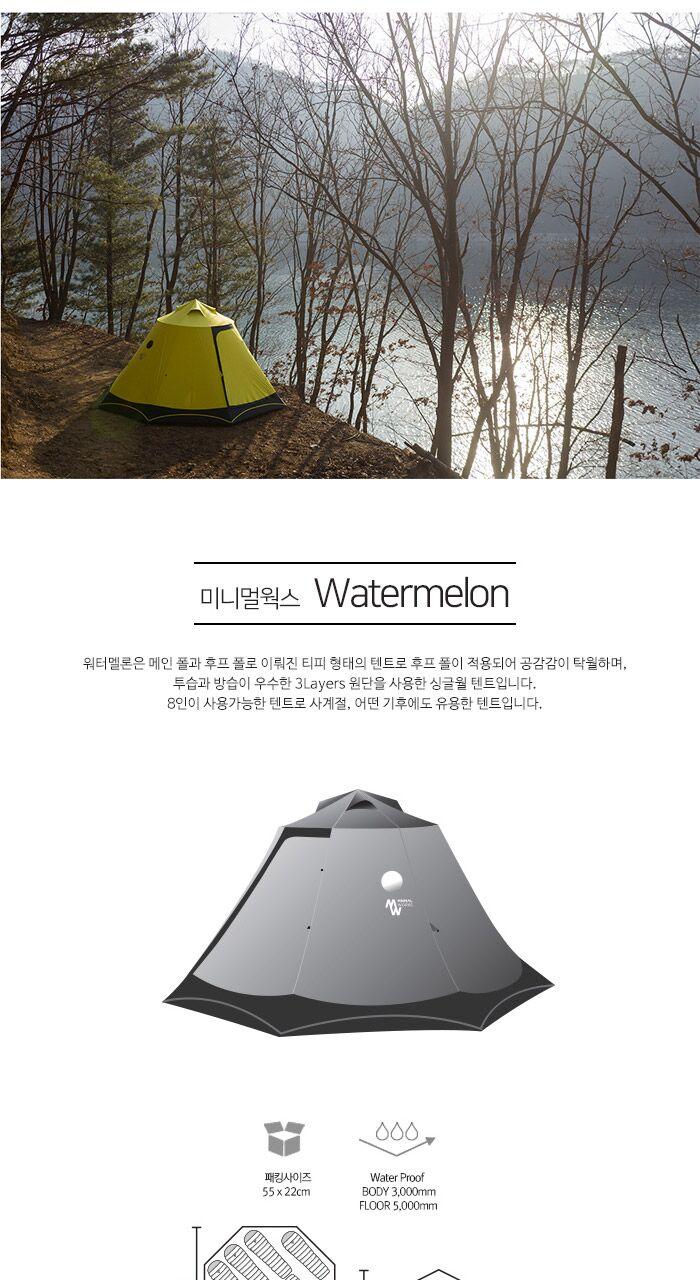 미니멀웍스 Watermelon
워터멜론은 메인 폴과 후프 폴로 이뤄진 티피 형태의 텐트로 후프 폴이 적용되어 공감감이 탁월하며,
투습과 방습이 우수한 3Layers 원단을 사용한 싱글월 텐트입니다.
8인이 사용가능한 텐트로 사계절, 어떤 기후에도 유용한 텐트입니다.
MW MINIMAL
WORKS
패킹사이즈
55 x 22cm
Water Proof
BODY 3,000mm
FLOOR 5,000mm